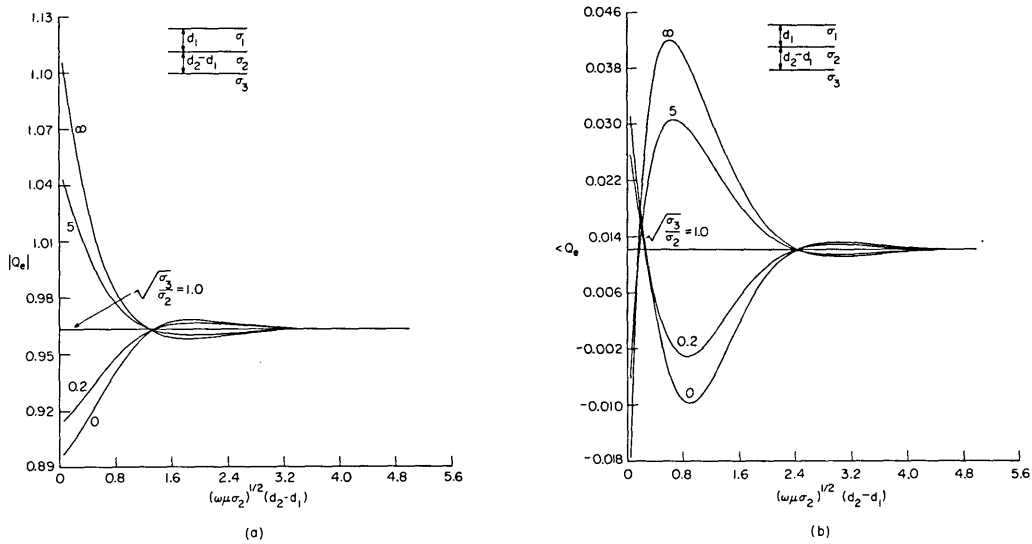 1.13
1.10
1.07
1.04
1.01
|Qₑ|
0.98
0.95
0.92
0.89
d₁ σ₁
d₂-d₁ σ₂
σ₃
∞
5
√σ₃/σ₂ = 1.0
0.2
0
0 0.8 1.6 2.4 3.2 4.0 4.8 5.6
(ωμσ₂)^1/2 (d₂-d₁)
(a)
0.046
0.038
0.030
0.022
0.014
<Qₑ
0.006
-0.002
-0.010
-0.018
d₁ σ₁
d₂-d₁ σ₂
σ₃
∞
5
√σ₃/σ₂ = 1.0
0.2
0
0 0.8 1.6 2.4 3.2 4.0 4.8 5.6
(ωμσ₂)^1/2 (d₂-d₁)
(b)